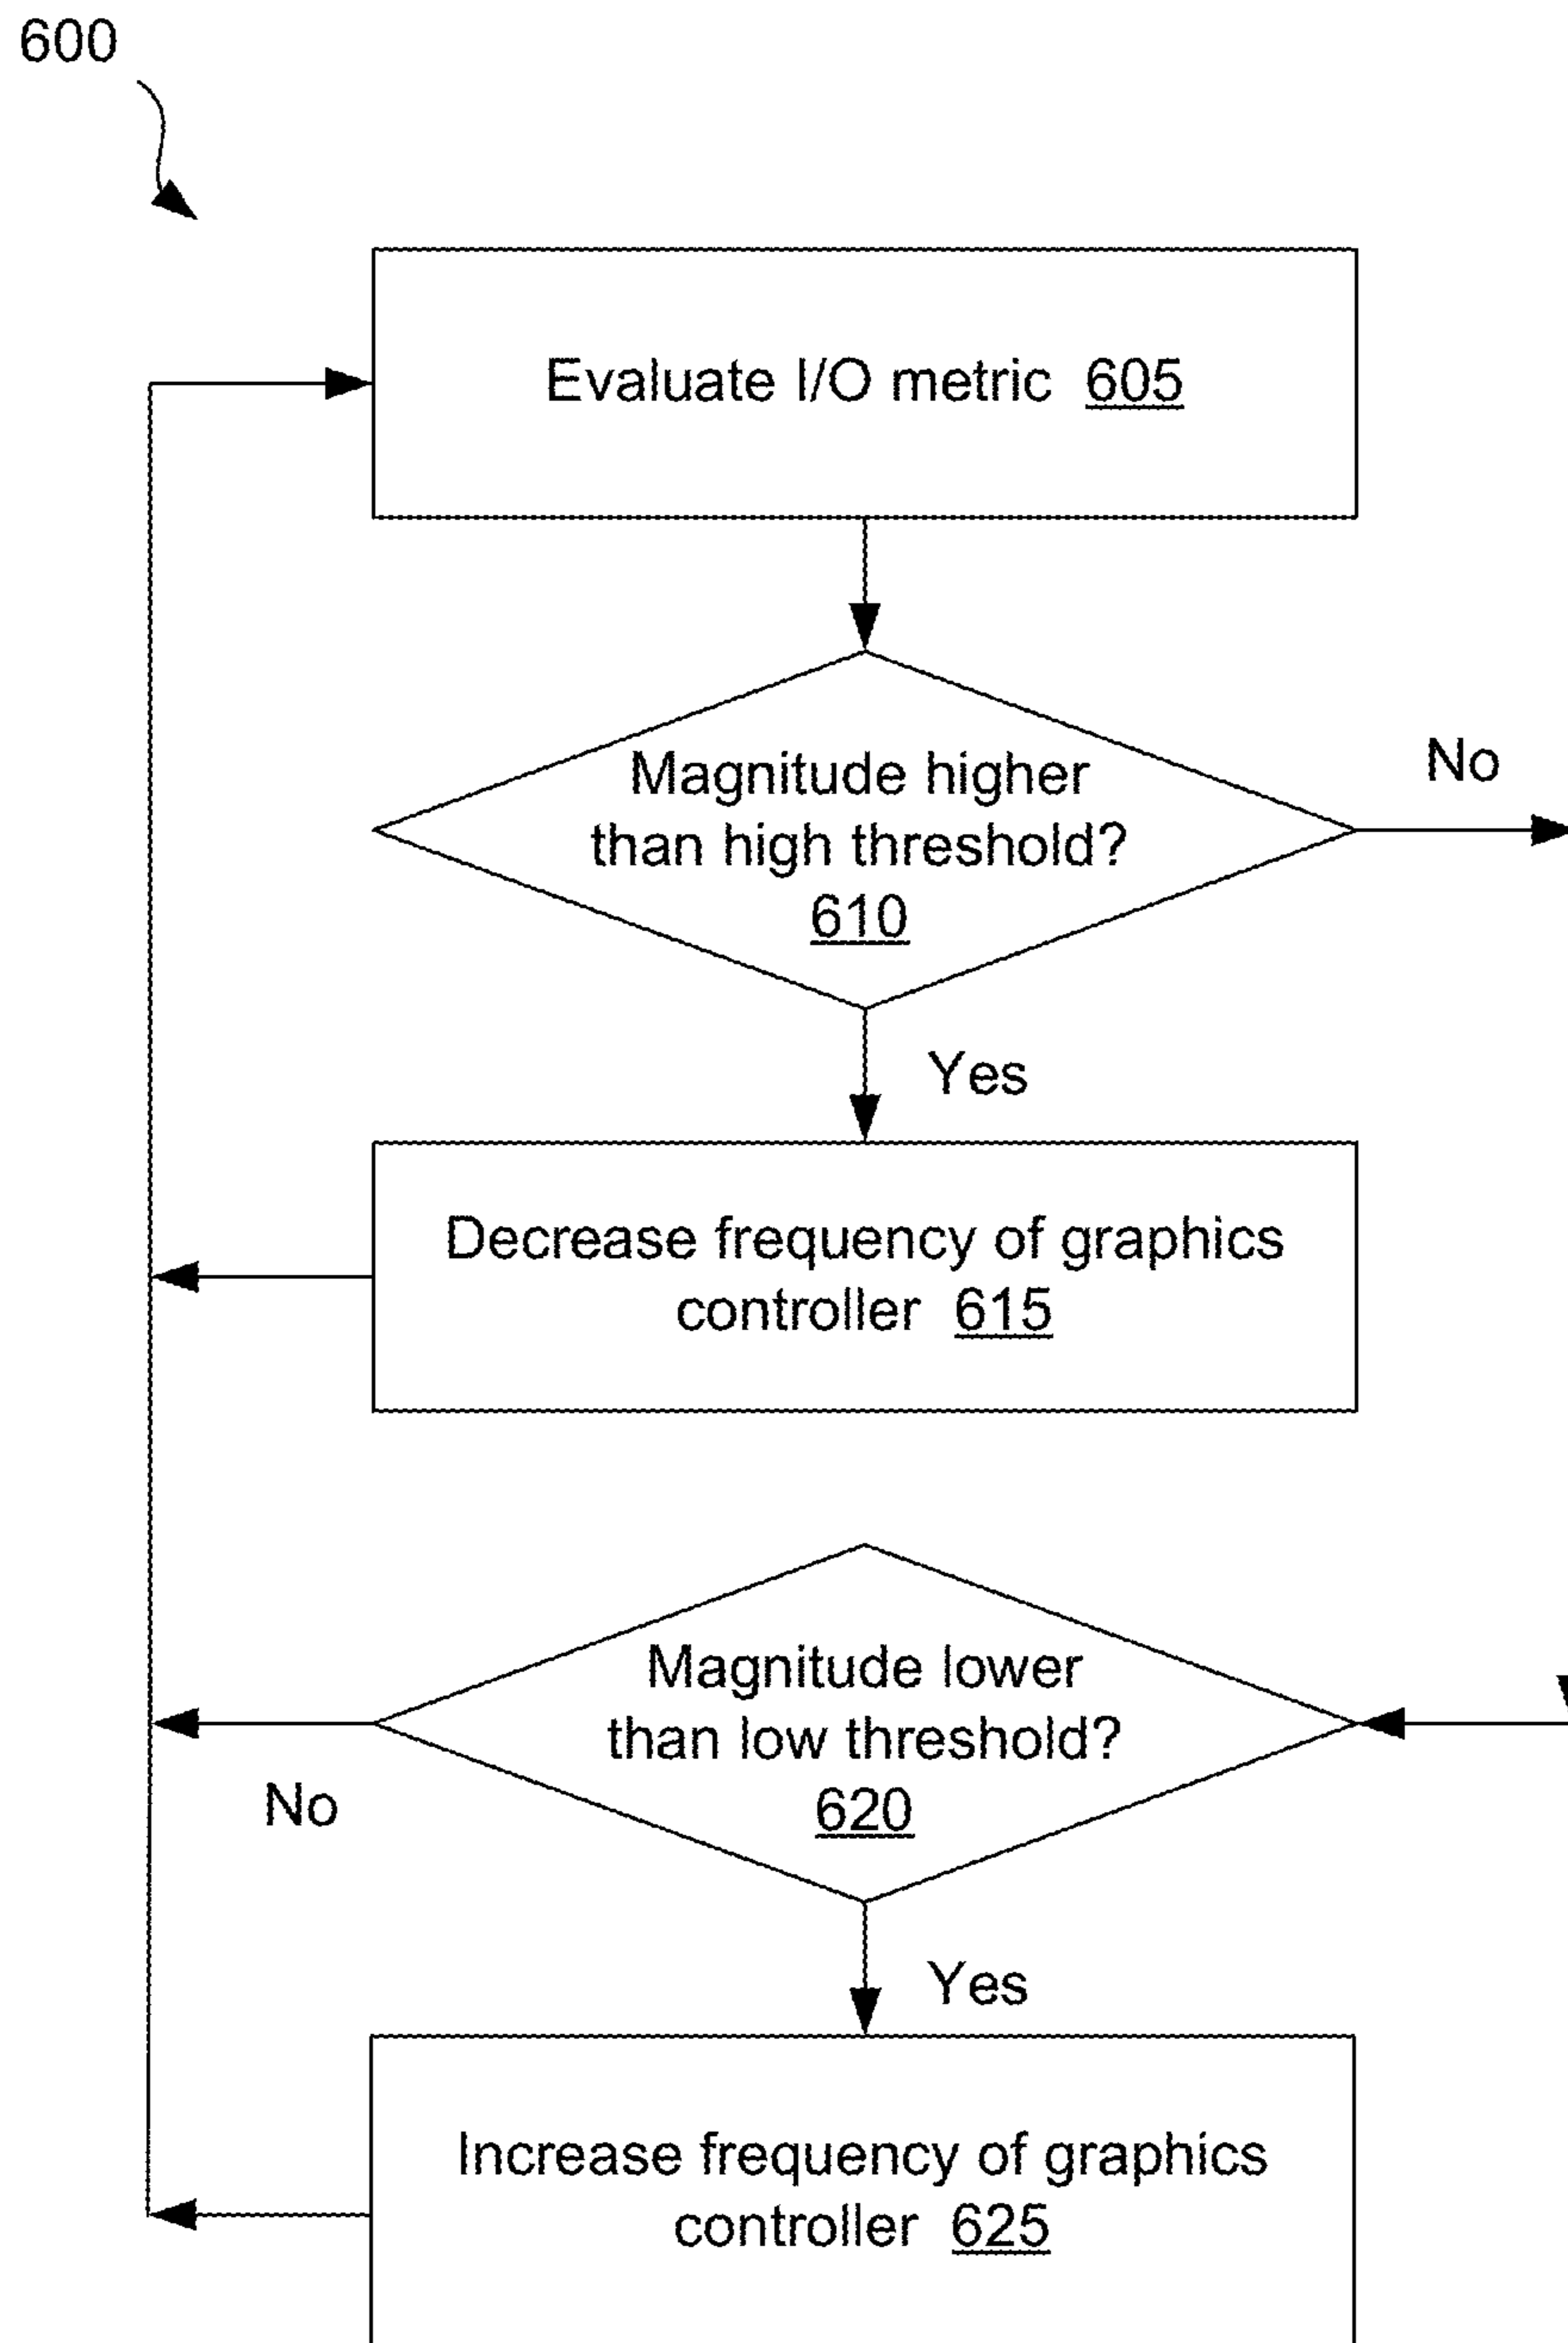 600
Evaluate I/O metric 605
Magnitude higher
than high threshold?
610
No
Yes
Decrease frequency of graphics
controller 615
Magnitude lower
than low threshold?
620
No
Yes
Increase frequency of graphics
controller 625